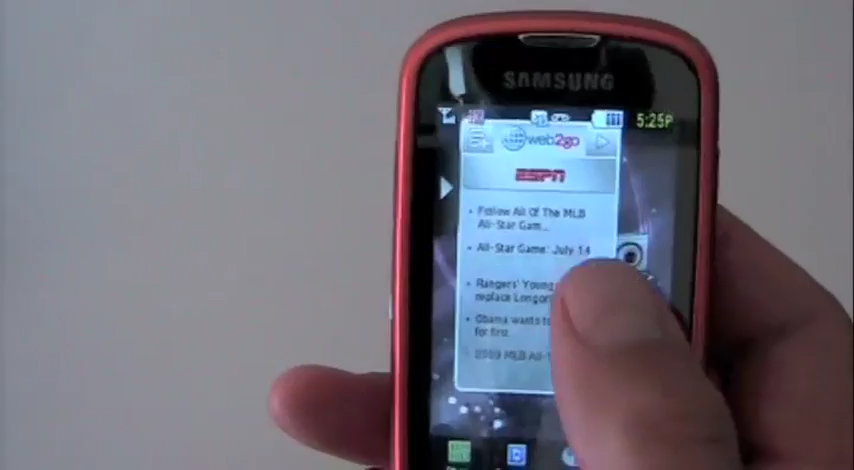 SAMSUNG
5:25P
web2go
ESPN
Follow All Of The MLB
All-Star Gam...
All-Star Game: July 14
Rangers' Young
replace Longor
Obama wants to
for first.
2009 MLB All-